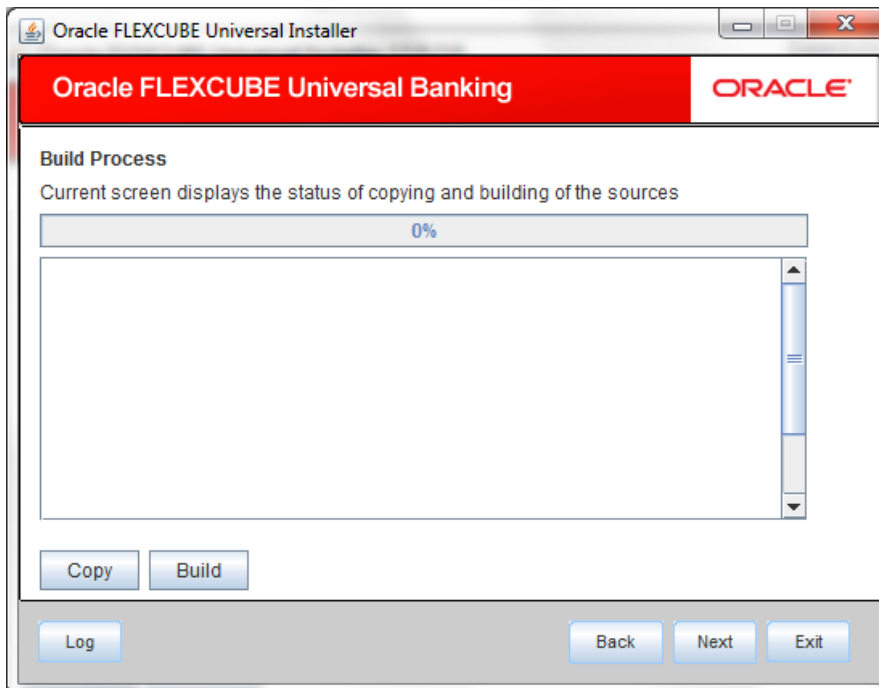 Oracle FLEXCUBE Universal Installer
Oracle FLEXCUBE Universal Banking
ORACLE®
Build Process
Current screen displays the status of copying and building of the sources
0%
Copy Build
Log Back Next Exit